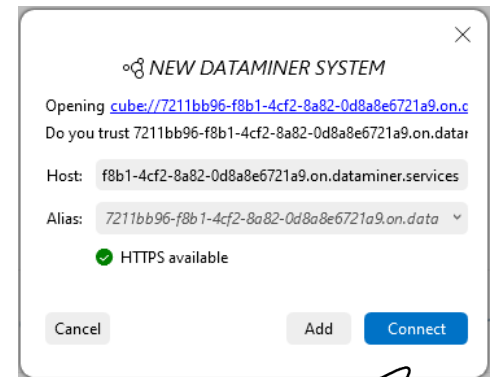 NEW DATAMINER SYSTEM
Opening cube://7211bb96-f8b1-4cf2-8a82-0d8a8e6721a9.on.c
Do you trust 7211bb96-f8b1-4cf2-8a82-0d8a8e6721a9.on.datar
Host: f8b1-4cf2-8a82-0d8a8e6721a9.on.dataminer.services
Alias: 7211bb96-f8b1-4cf2-8a82-0d8a8e6721a9.on.data
HTTPS available
Cancel Add Connect